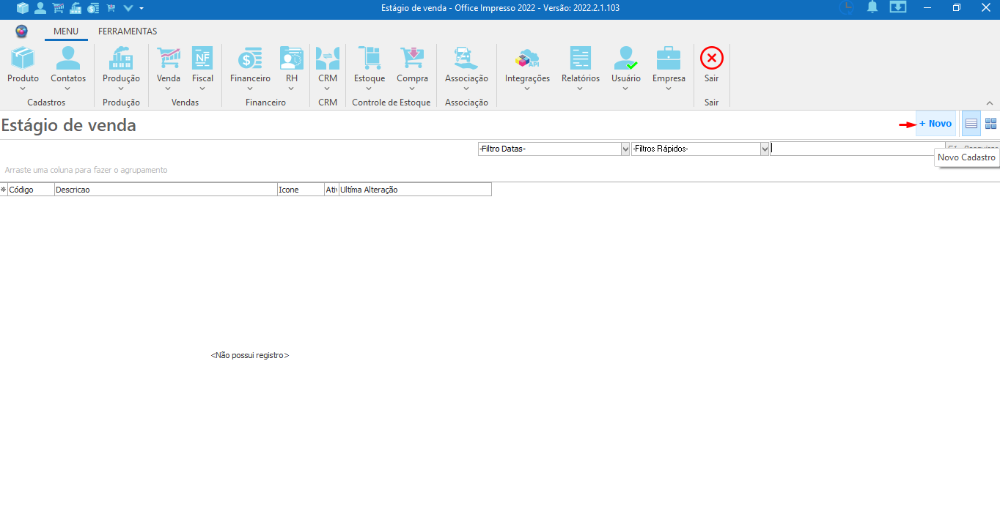 Estágio de venda - Office Impresso 2022 - Versão: 2022.2.1.103
MENU FERRAMENTAS
Produto Contatos Produção Venda Fiscal Financeiro RH CRM Estoque Compra Associação Integrações Relatórios Usuário Empresa Sair
Cadastros Produção Vendas Financeiro CRM Controle de Estoque Associação Sair
Estágio de venda
+ Novo
-Filtro Datas- -Filtros Rápidos-
Novo Cadastro
Arraste uma coluna para fazer o agrupamento
Código Descricao Icone Ativ Ultíma Alteração
<Não possui registro>
NF
API